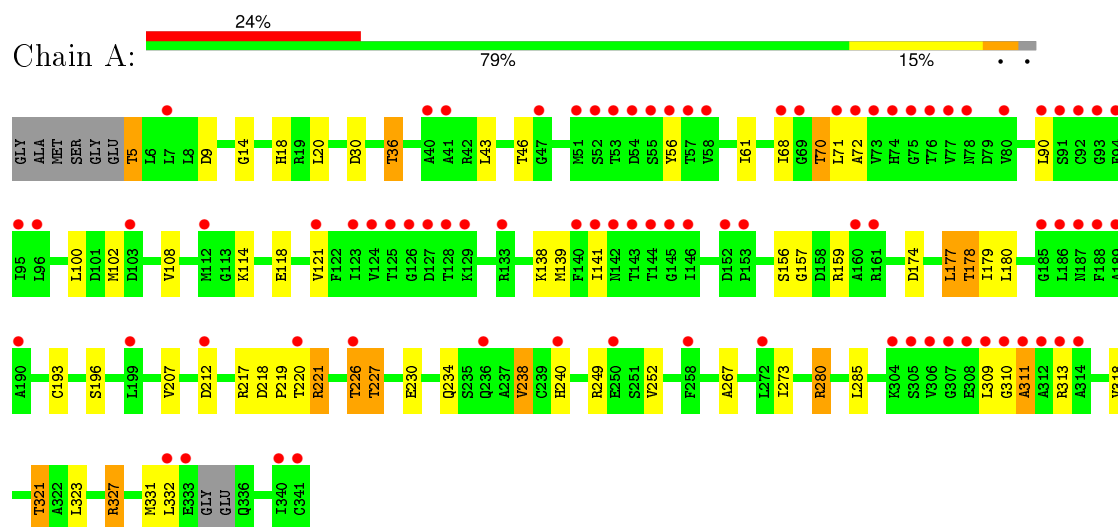 24%
Chain A:
79% 15% • •
GLY ALA MET SER GLY GLU T5 L6 L7 L8 D9 G14 H18 R19 L20 D30 T36 A40 A41 R42 L43 T46 G47 M51 S52 T53 D54 S55 Y56 T57 V58 I61 I68 G69 T70 L71 A72 V73 H74 G75 T76 V77 N78 D79 V80 L90 S91 C92 G93
I95 L96 L100 D101 M102 D103 V108 M112 G113 K114 E118 V121 F122 I123 V124 T125 G126 D127 T128 K129 R133 K138 M139 F140 I141 N142 T143 T144 G145 I146 D152 P153 S156 G157 D158 R159 A160 R161 D174 L177 T178 I179 L180 G185 L186 N187 F188 A189
A190 C193 S196 L199 V207 D212 R217 D218 P219 T220 R221 T226 T227 E230 Q234 S235 Q236 A237 V238 C239 H240 R249 E250 S251 V252 F258 A267 L272 I273 R280 L285 K304 S305 V306 G307 E308 L309 G310 A311 A312 R313 A314 V318
T321 A322 L323 R327 M331 L332 E333 GLY GLU Q336 I340 C341